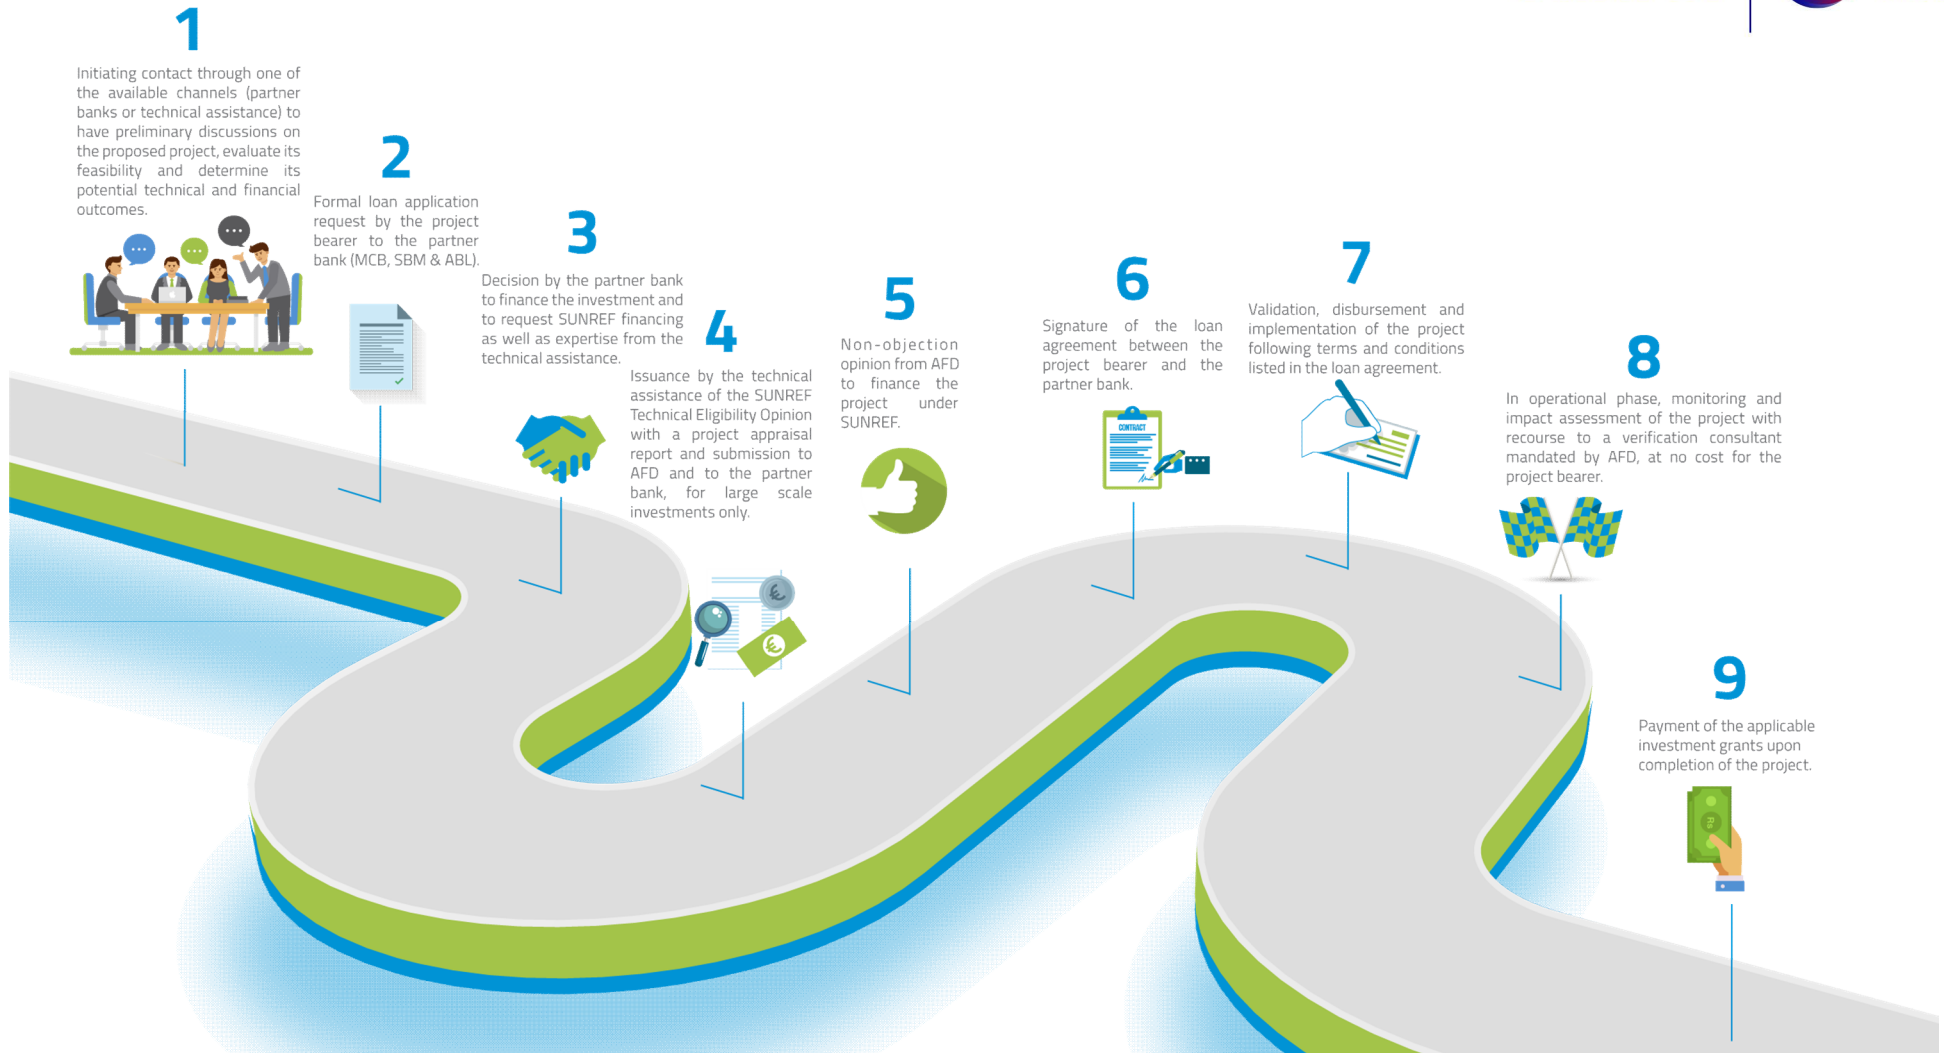 1
Initiating contact through one of
the available channels (partner
banks or technical assistance) to
have preliminary discussions on
the proposed project, evaluate its
feasibility and determine its
potential technical and financial
outcomes.
2
Formal loan application
request by the project
bearer to the partner
bank (MCB, SBM & ABL).
3
Decision by the partner bank
to finance the investment and
to request SUNREF financing
as well as expertise from the
technical assistance.
4
Issuance by the technical
assistance of the SUNREF
Technical Eligibility Opinion
with a project appraisal
report and submission to
AFD and to the partner
bank, for large scale
investments only.
€
€
5
Non-objection
opinion from AFD
to finance the
project under
SUNREF.
6
Signature of the loan
agreement between the
project bearer and the
partner bank.
CONTRACT
7
Validation, disbursement and
implementation of the project
following terms and conditions
listed in the loan agreement.
8
In operational phase, monitoring and
impact assessment of the project with
recourse to a verification consultant
mandated by AFD, at no cost for the
project bearer.
9
Payment of the applicable
investment grants upon
completion of the project.
Rs